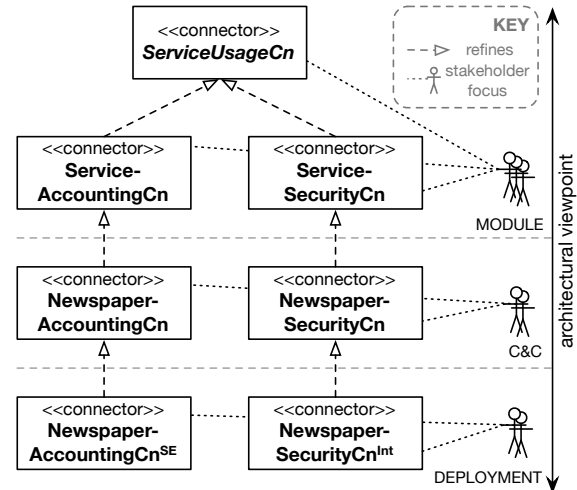 <<connector>>
ServiceUsageCn
KEY
refines
stakeholder
focus
<<connector>>
Service-
AccountingCn
<<connector>>
Service-
SecurityCn
MODULE
<<connector>>
Newspaper-
AccountingCn
<<connector>>
Newspaper-
SecurityCn
C&C
<<connector>>
Newspaper-
AccountingCnSE
<<connector>>
Newspaper-
SecurityCnInt
DEPLOYMENT
architectural viewpoint